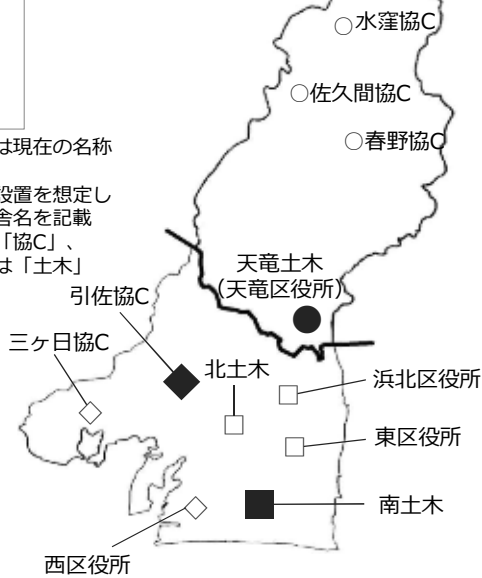 水窪協C
佐久間協C
春野協C
は現在の名称
設置を想定し
舎名を記載
「協C」、
は「土木」
天竜土木
（天竜区役所）
引佐協C
三ヶ日協C
北土木
浜北区役所
東区役所
南土木
西区役所